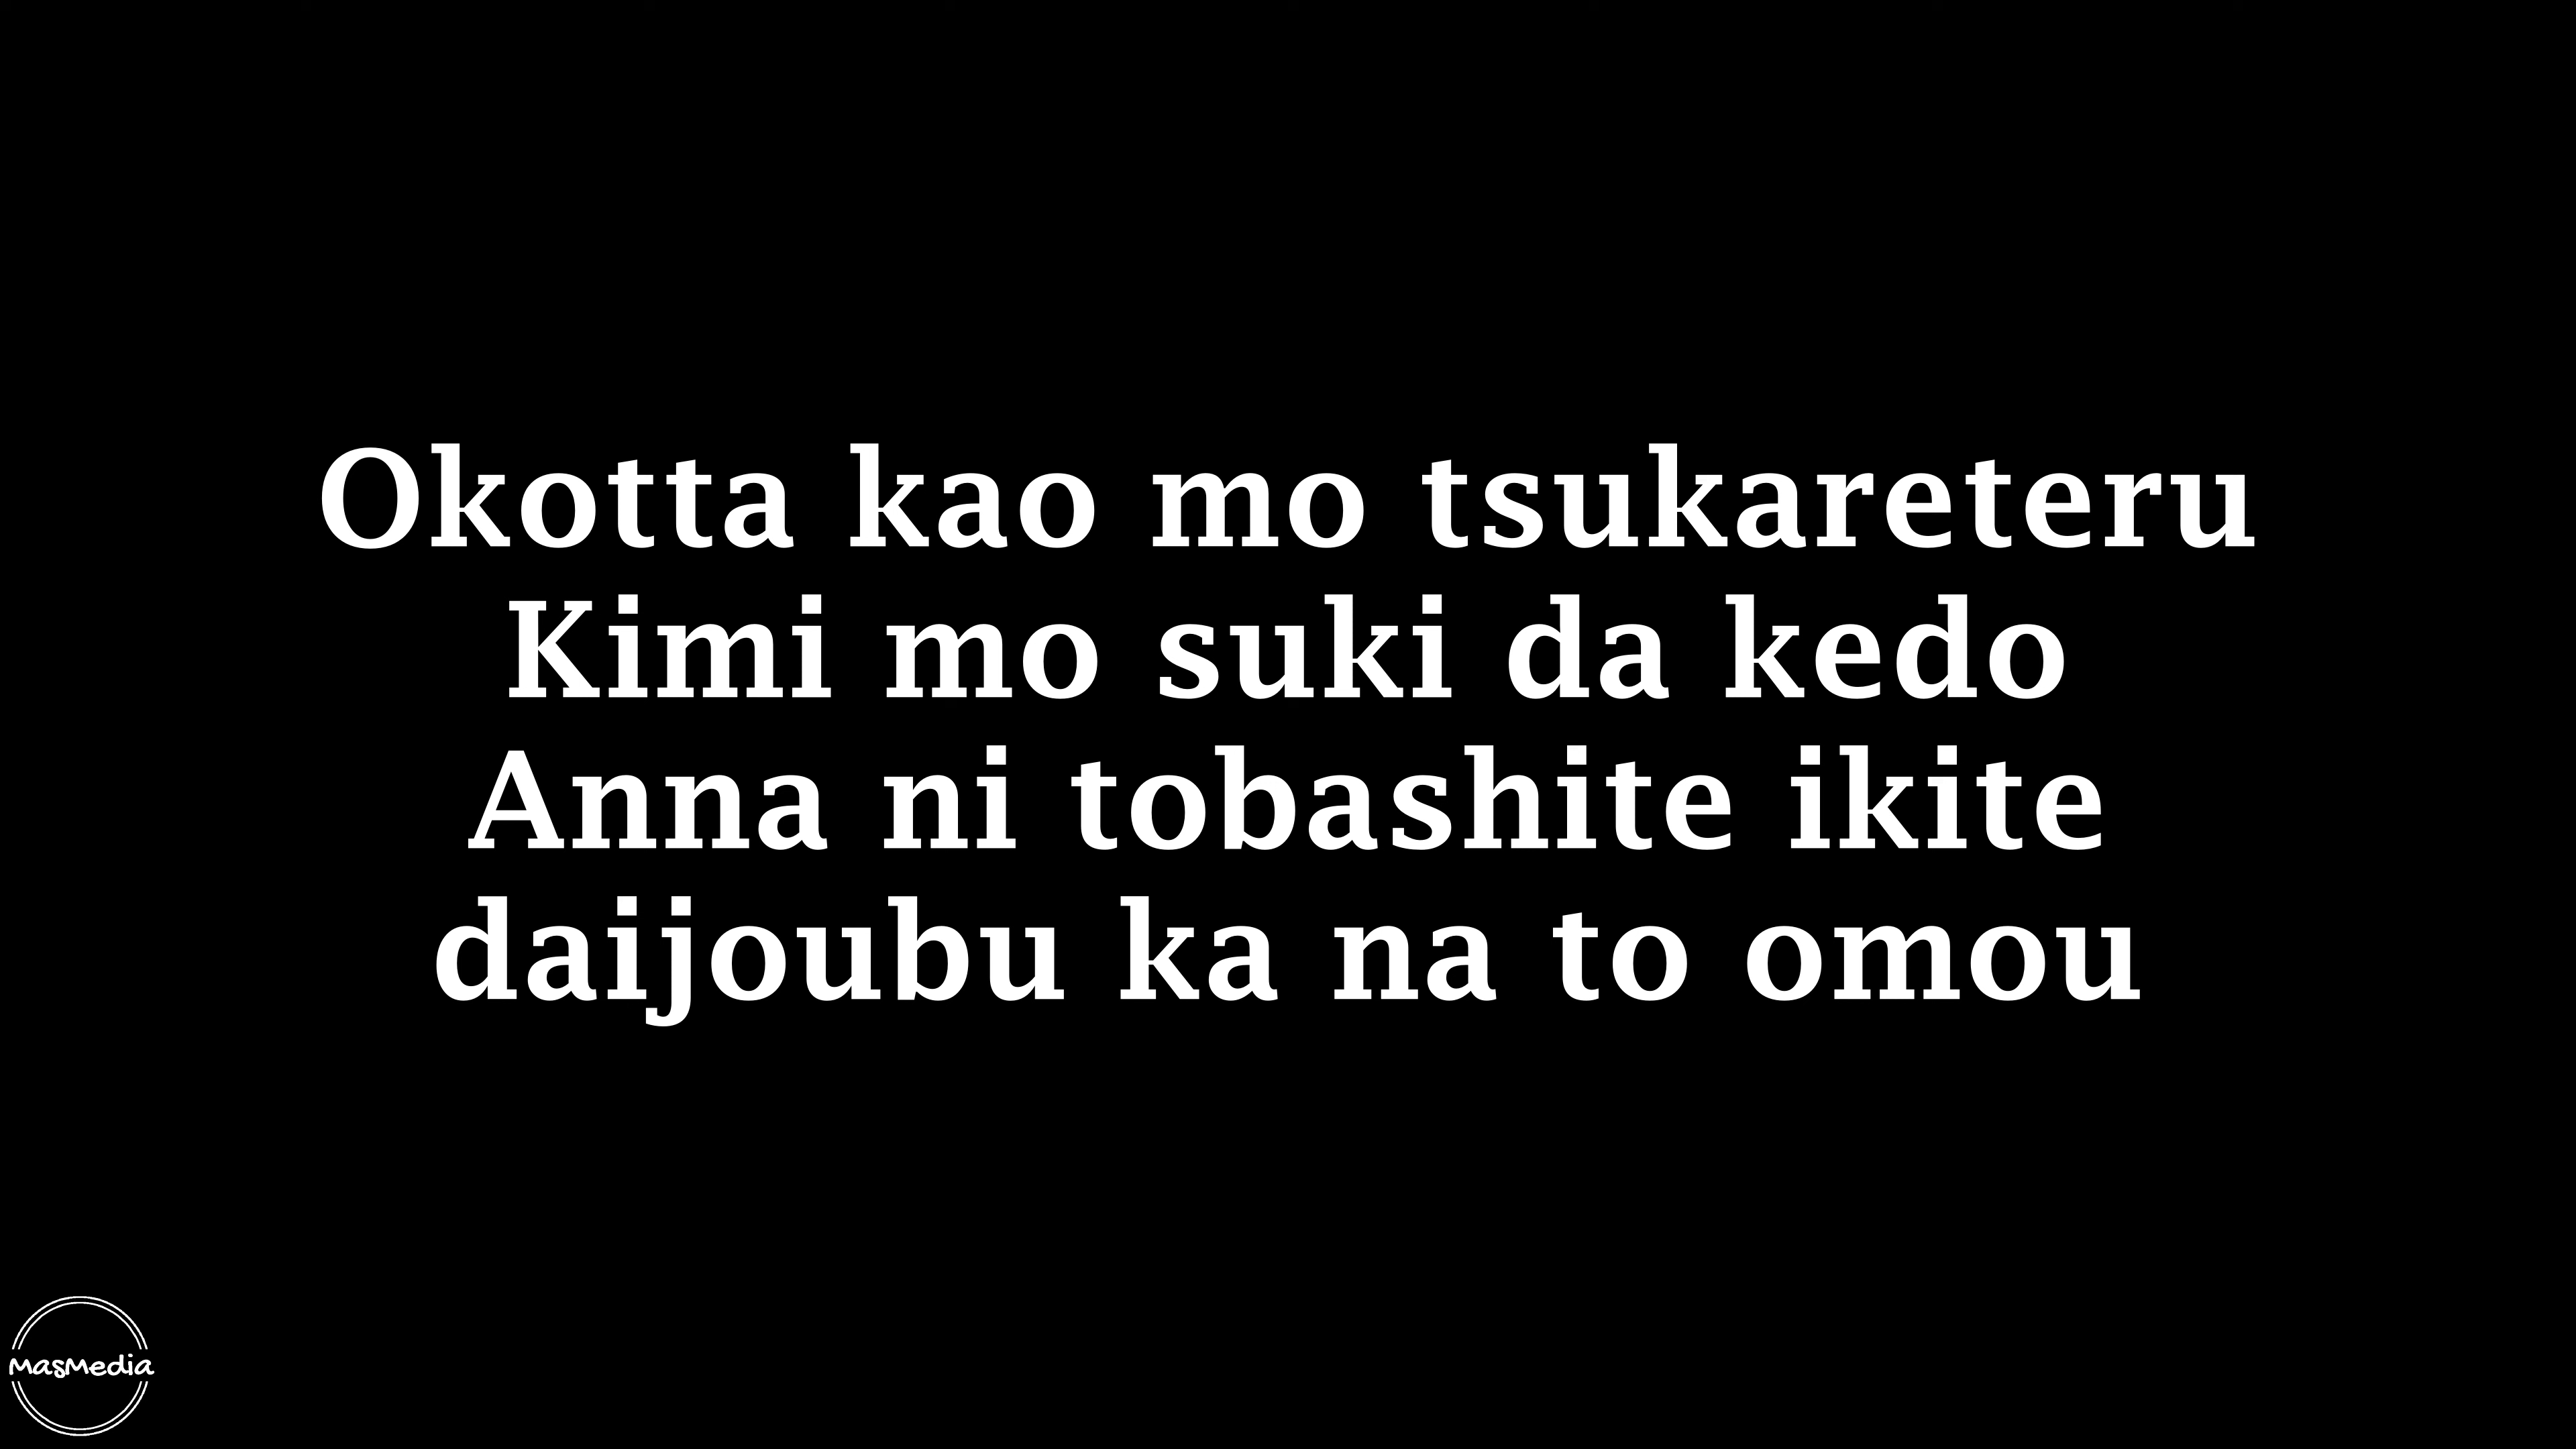 Okotta kao mo tsukareteru
Kimi mo suki da kedo
Anna ni tobashite ikite
daijoubu ka na to omou
MasMedia